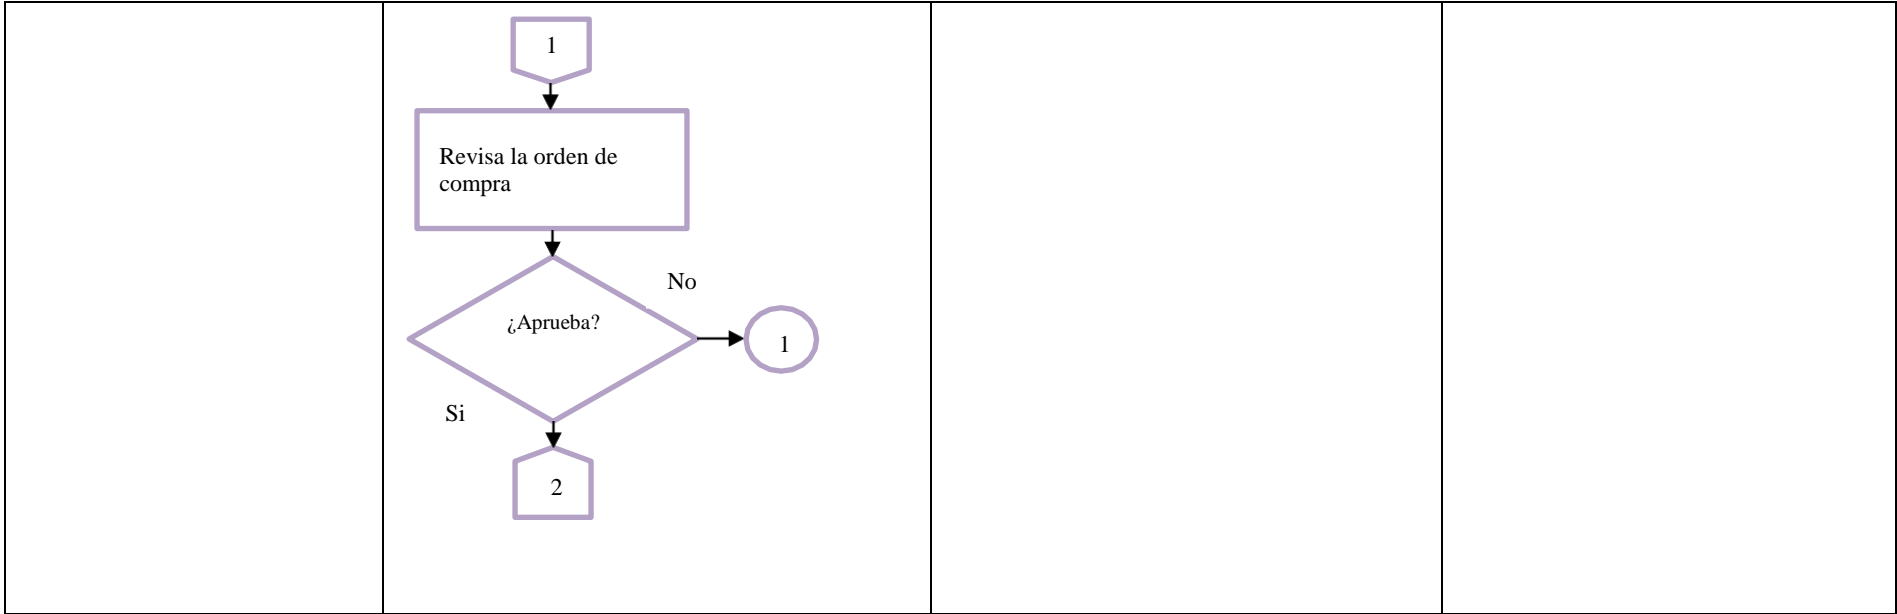 1
Revisa la orden de
compra
No
¿Aprueba?
1
Si
2